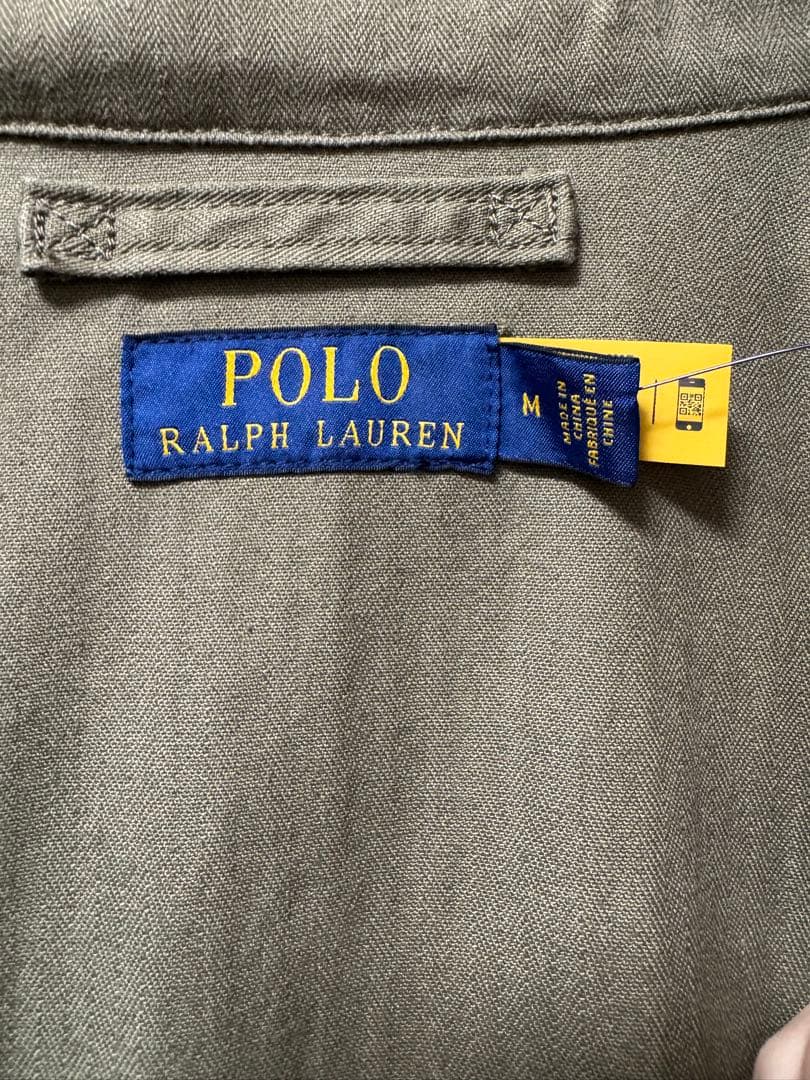 POLO
RALPH LAUREN
M
MADE IN
CHINA
FABRIQUÉ EN
CHINE